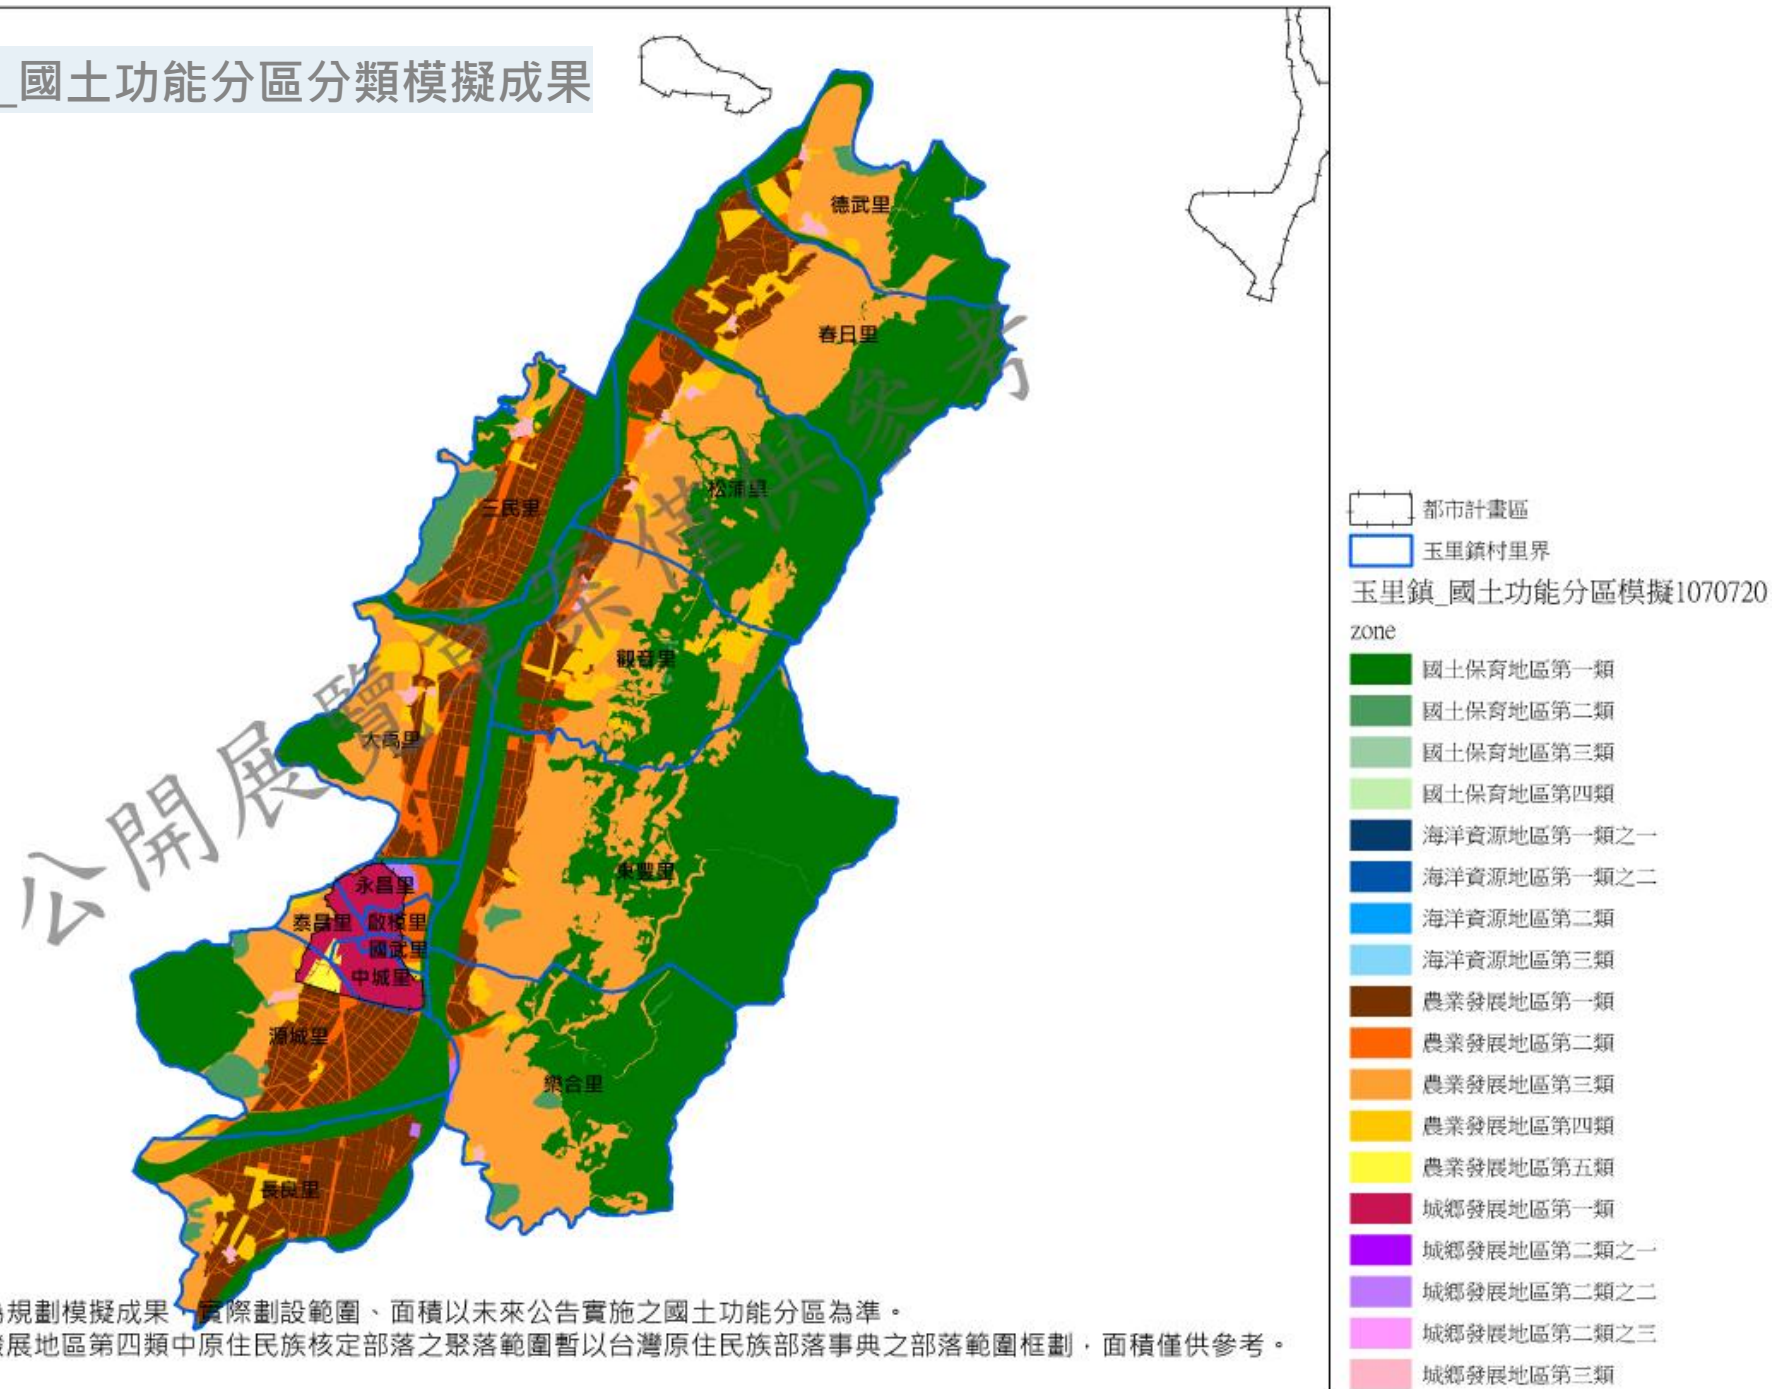 _國土功能分區分類模擬成果
德武里
春日里
松浦里
三民里
觀音里
大禹里
東豐里
永昌里
泰昌里
啟模里
國武里
中城里
源城里
樂合里
長良里
公開展覽草案僅供參考
都市計畫區
玉里鎮村里界
玉里鎮_國土功能分區模擬1070720
zone
國土保育地區第一類
國土保育地區第二類
國土保育地區第三類
國土保育地區第四類
海洋資源地區第一類之一
海洋資源地區第一類之二
海洋資源地區第二類
海洋資源地區第三類
農業發展地區第一類
農業發展地區第二類
農業發展地區第三類
農業發展地區第四類
農業發展地區第五類
城鄉發展地區第一類
城鄉發展地區第二類之一
城鄉發展地區第二類之二
城鄉發展地區第二類之三
城鄉發展地區第三類
規劃模擬成果，實際劃設範圍、面積以未來公告實施之國土功能分區為準。
展地區第四類中原住民族核定部落之聚落範圍暫以台灣原住民族部落事典之部落範圍框劃，面積僅供參考。